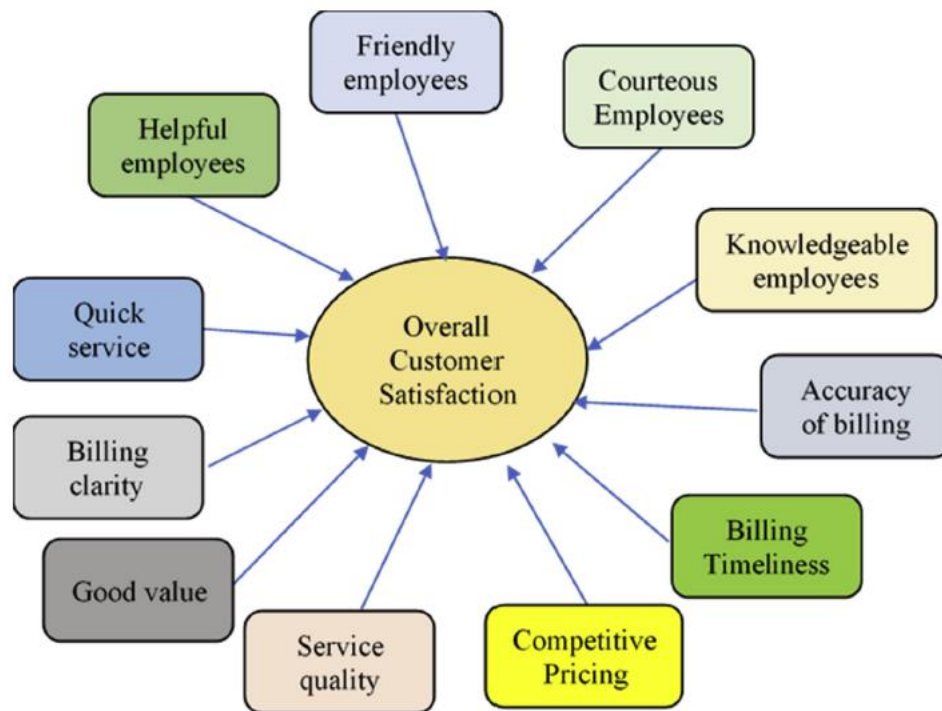 Friendly
employees
Courteous
Employees
Helpful
employees
Knowledgeable
employees
Quick
service
Overall
Customer
Satisfaction
Accuracy
of billing
Billing
clarity
Billing
Timeliness
Good value
Service
quality
Competitive
Pricing